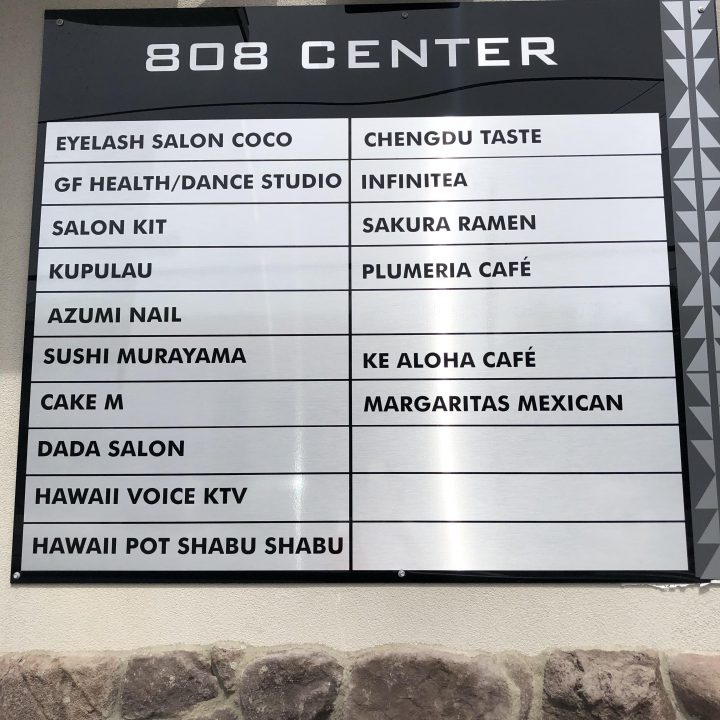 808 CENTER
EYELASH SALON COCO
GF HEALTH/DANCE STUDIO
SALON KIT
KUPULAU
AZUMI NAIL
SUSHI MURAYAMA
CAKE M
DADA SALON
HAWAII VOICE KTV
HAWAII POT SHABU SHABU
CHENGDU TASTE
INFINITEA
SAKURA RAMEN
PLUMERIA CAFÉ
KE ALOHA CAFÉ
MARGARITAS MEXICAN